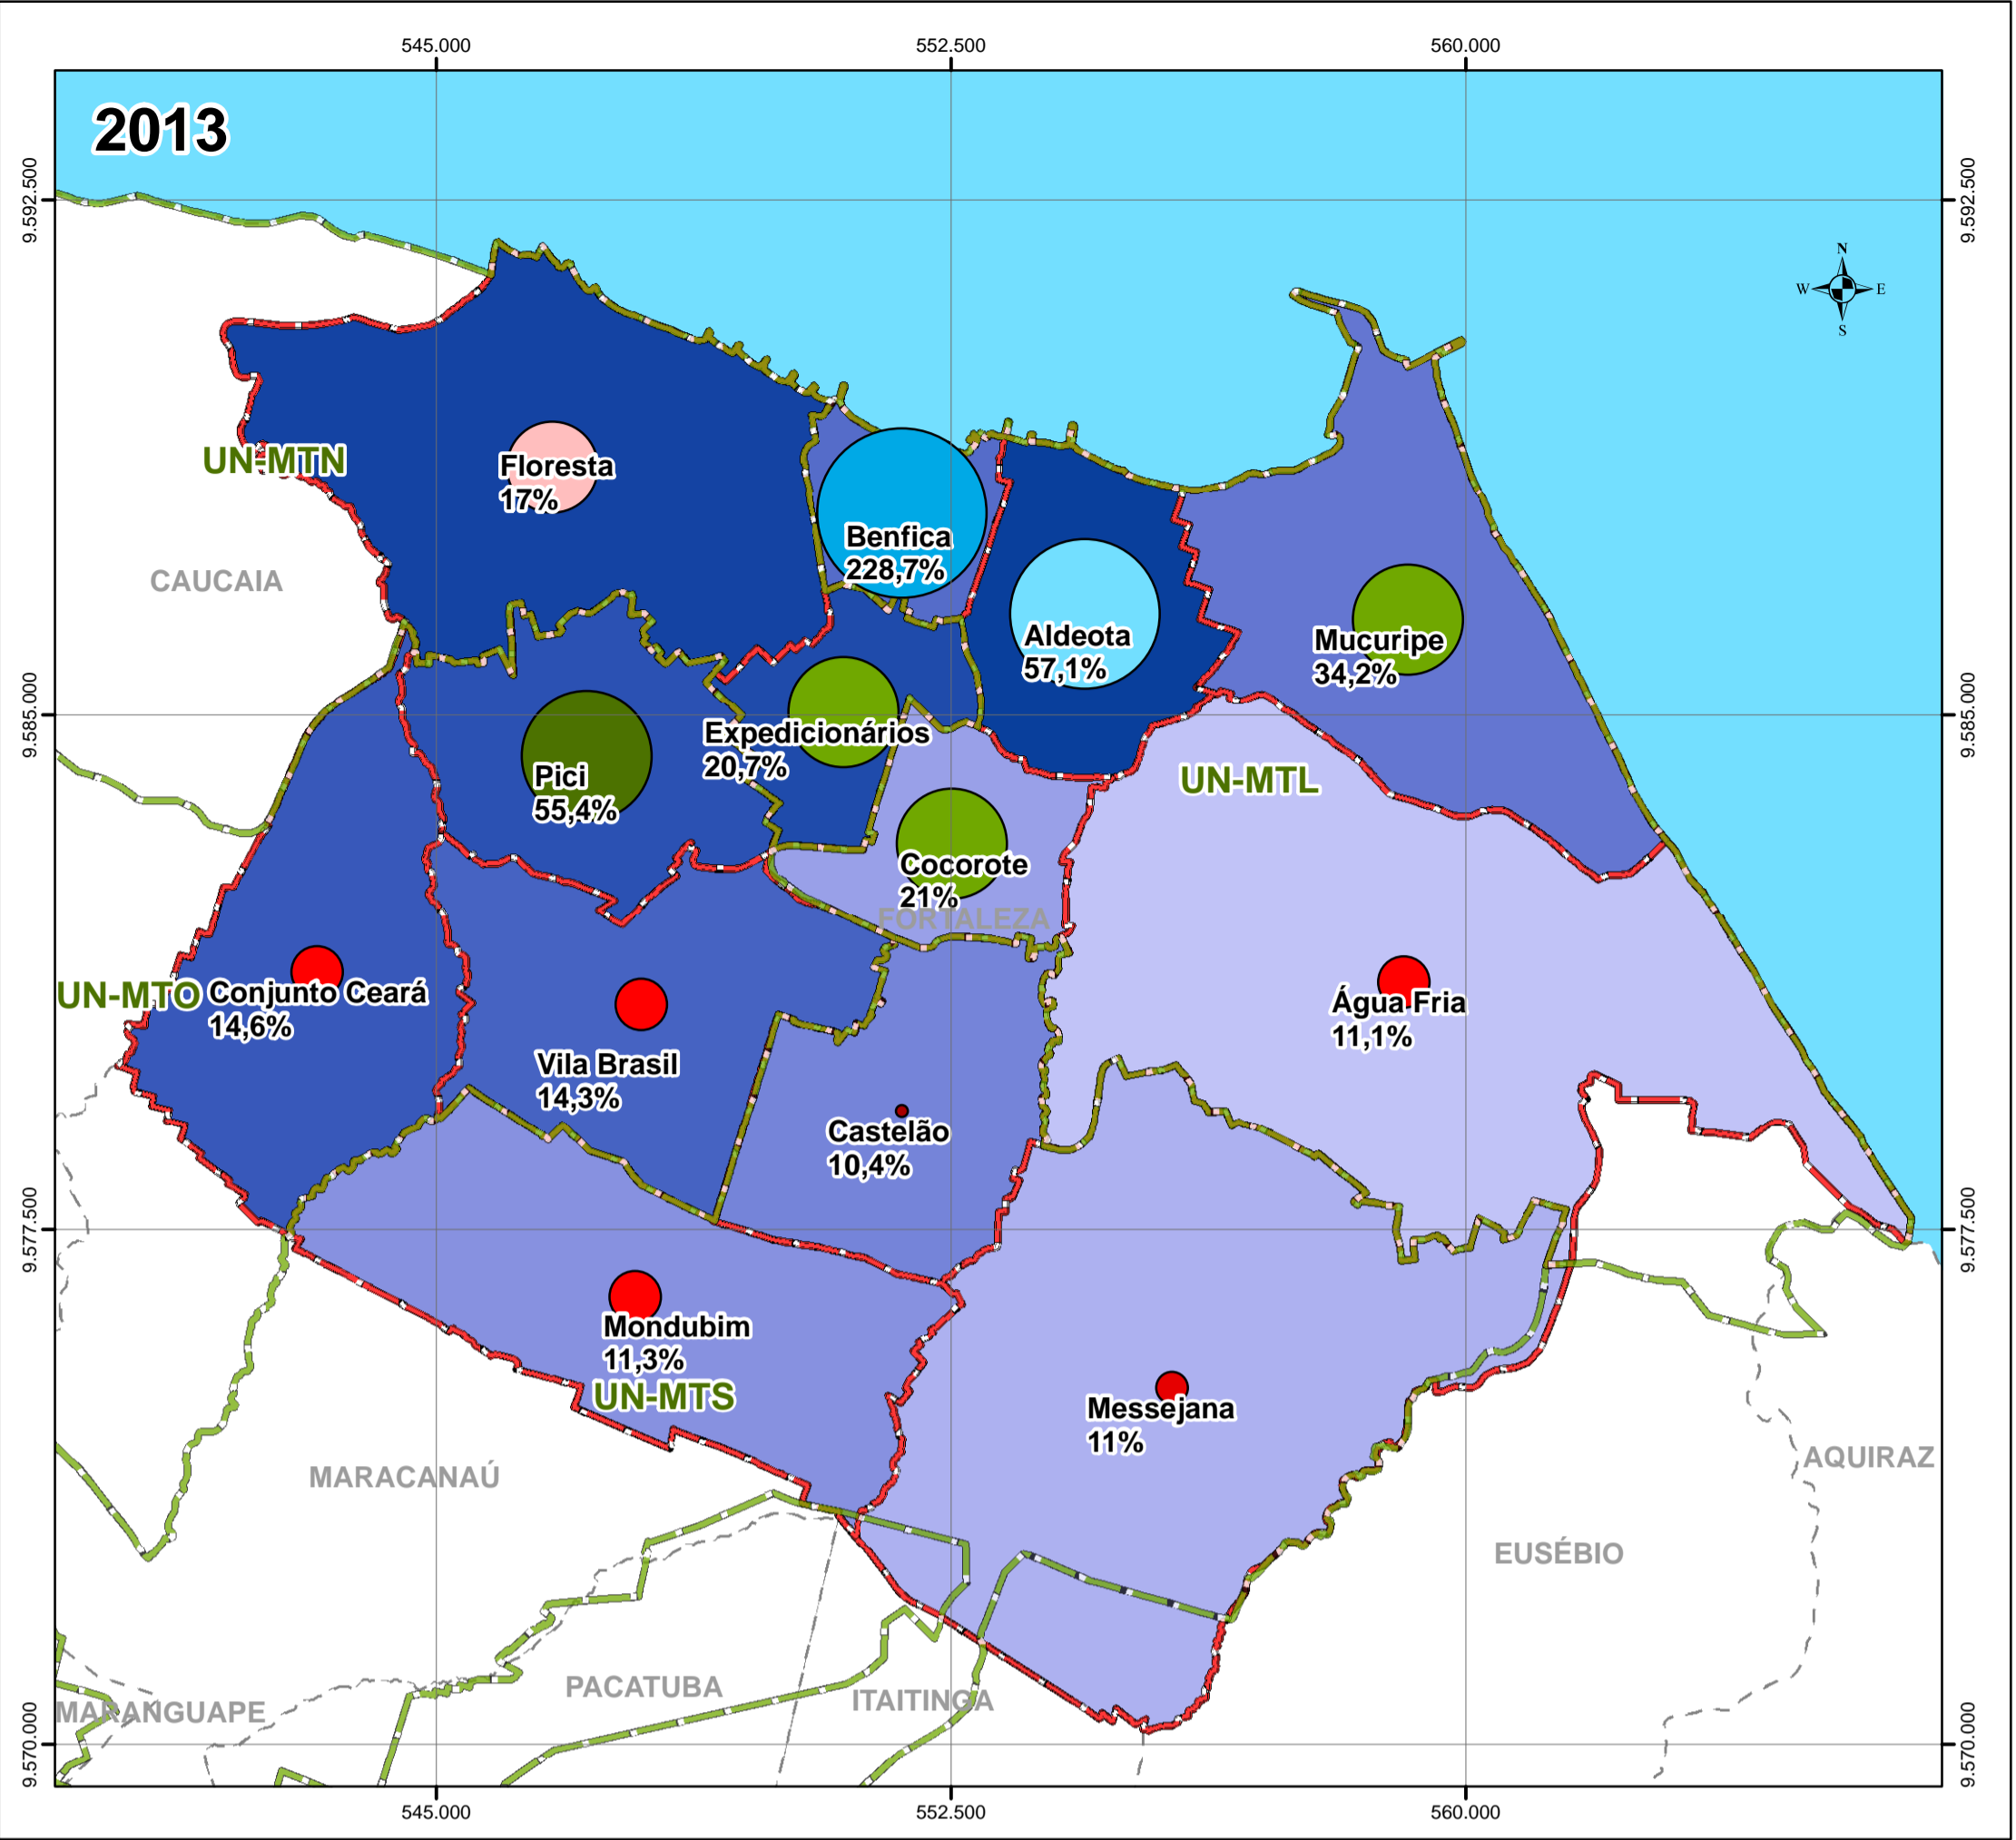 545.000
552.500
560.000
2013
9.592.500
9.592.500
N
W
E
S
UN-MTN
Floresta
17%
Benfica
228,7%
CAUCAIA
Aldeota
57,1%
Mucuripe
34,2%
9.585.000
9.585.000
Expedicionários
20,7%
Pici
55,4%
UN-MTL
Cocorote
21%
FORTALEZA
UN-MTO
Conjunto Ceará
14,6%
Água Fria
11,1%
Vila Brasil
14,3%
Castelão
10,4%
9.577.500
9.577.500
Mondubim
11,3%
UN-MTS
Messejana
11%
MARACANAÚ
AQUIRAZ
EUSÉBIO
PACATUBA
ITAITINGA
MARANGUAPE
9.570.000
9.570.000
545.000
552.500
560.000